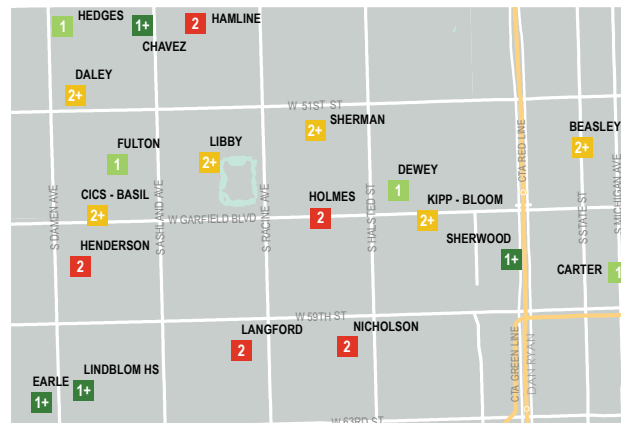 HEDGES
1
1+
CHAVEZ
2
HAMLINE
DALEY
2+
W 51ST ST
SHERMAN
2+
BEASLEY
2+
FULTON
1
LIBBY
2+
DEWEY
1
CICS - BASIL
2+
HOLMES
2
KIPP - BLOOM
2+
W GARFIELD BLVD
SHERWOOD
1+
HENDERSON
2
CARTER
1
S DAMEN AVE
S ASHLAND AVE
S RACINE AVE
S HALSTED ST
CTA RED LINE
S STATE ST
S MICHIGAN AVE
W 59TH ST
LANGFORD
2
NICHOLSON
2
LINDBLOM HS
1+
EARLE
1+
CTA GREEN LINE
DAN RYAN
W 63RD ST